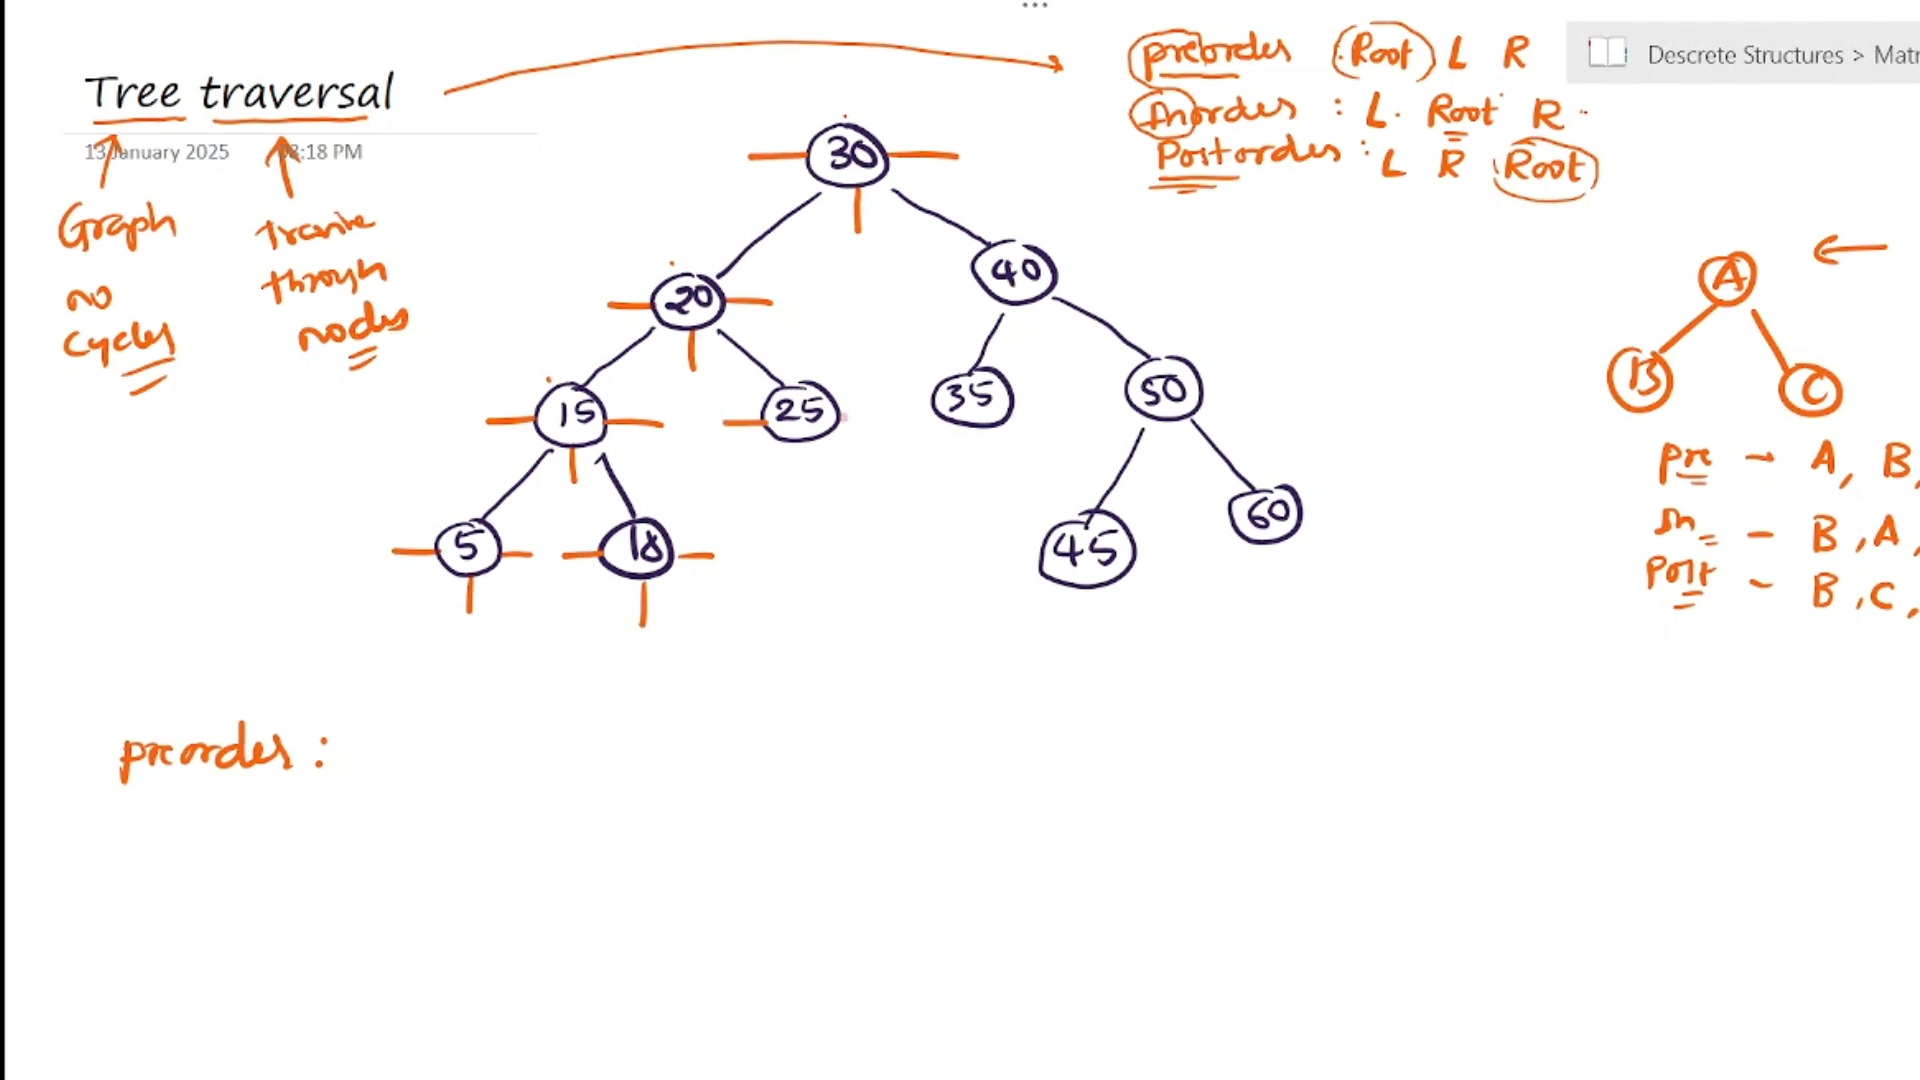 Tree traversal
13 January 2025
:18 PM
Graph
no
cycles
through
nodes
preorder Root L R
Inorder : L. Root R
Postorder : L R Root
Descrete Structures > Matr
30
20
40
15
25
35
50
5
18
45
60
A
B
C
pre - A, B,
In - B, A,
Post - B, C,
preorder :